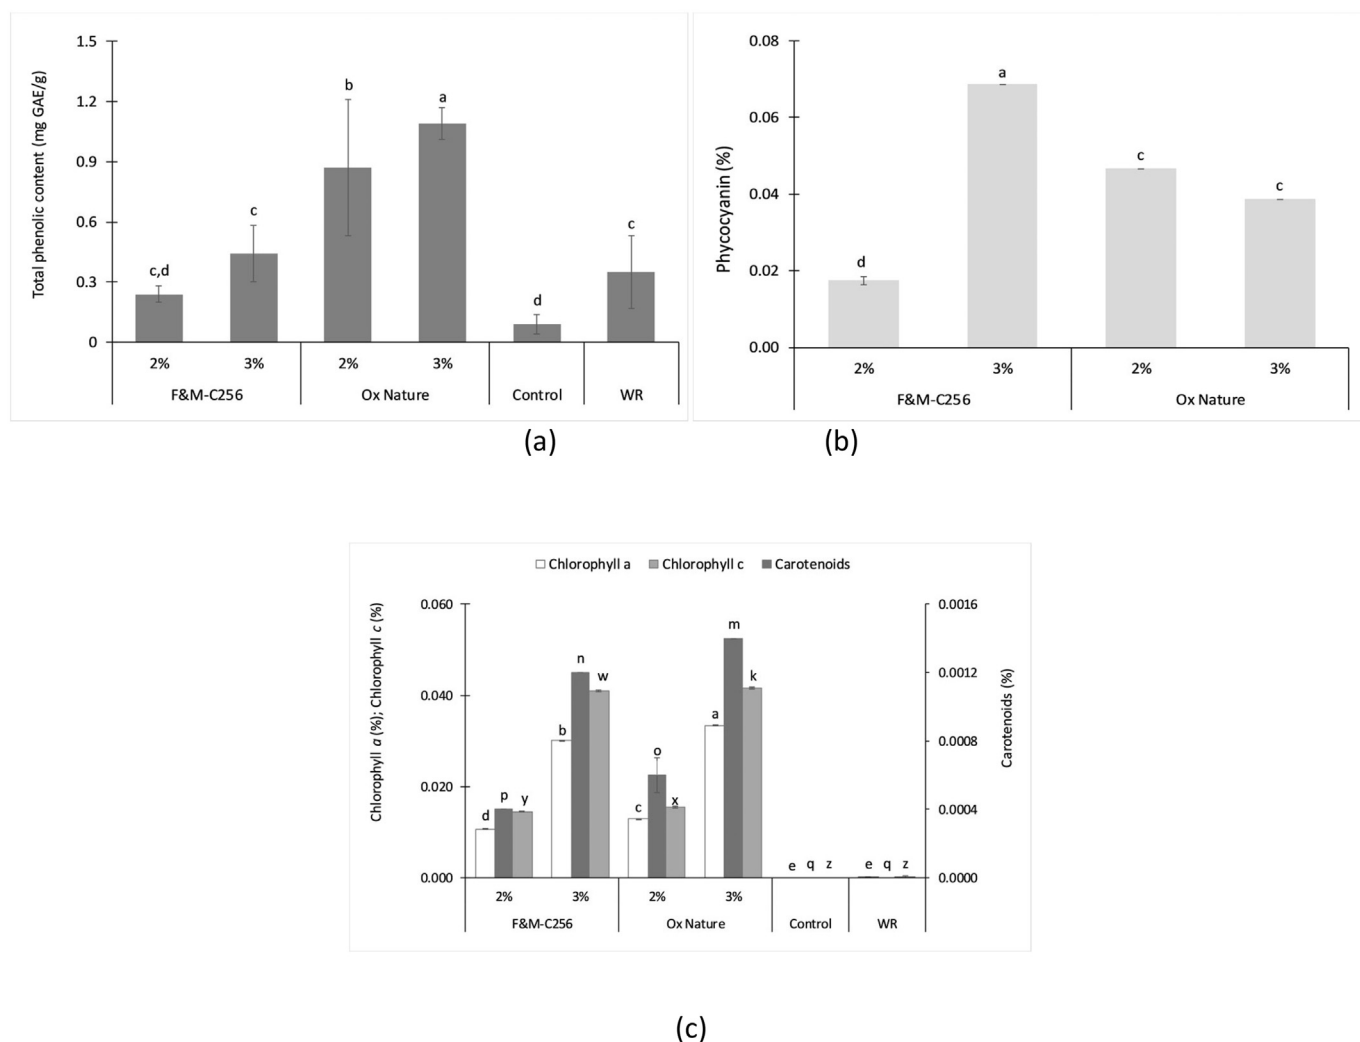 1.5
1.2
0.9
0.6
0.3
0
Total phenolic content (mg GAE/g)
c,d
c
b
a
d
c
2% 3% 2% 3%
F&M-C256 Ox Nature Control WR
(a)
0.08
0.06
0.04
0.02
0.00
Phycocyanin (%)
d
a
c
c
2% 3% 2% 3%
F&M-C256 Ox Nature
(b)
Chlorophyll a Chlorophyll c Carotenoids
0.060
0.040
0.020
0.000
Chlorophyll a (%); Chlorophyll c (%)
0.0016
0.0012
0.0008
0.0004
0.0000
Carotenoids (%)
d p y
b n w
c o x
a m k
e q z
e q z
2% 3% 2% 3%
F&M-C256 Ox Nature Control WR
(c)